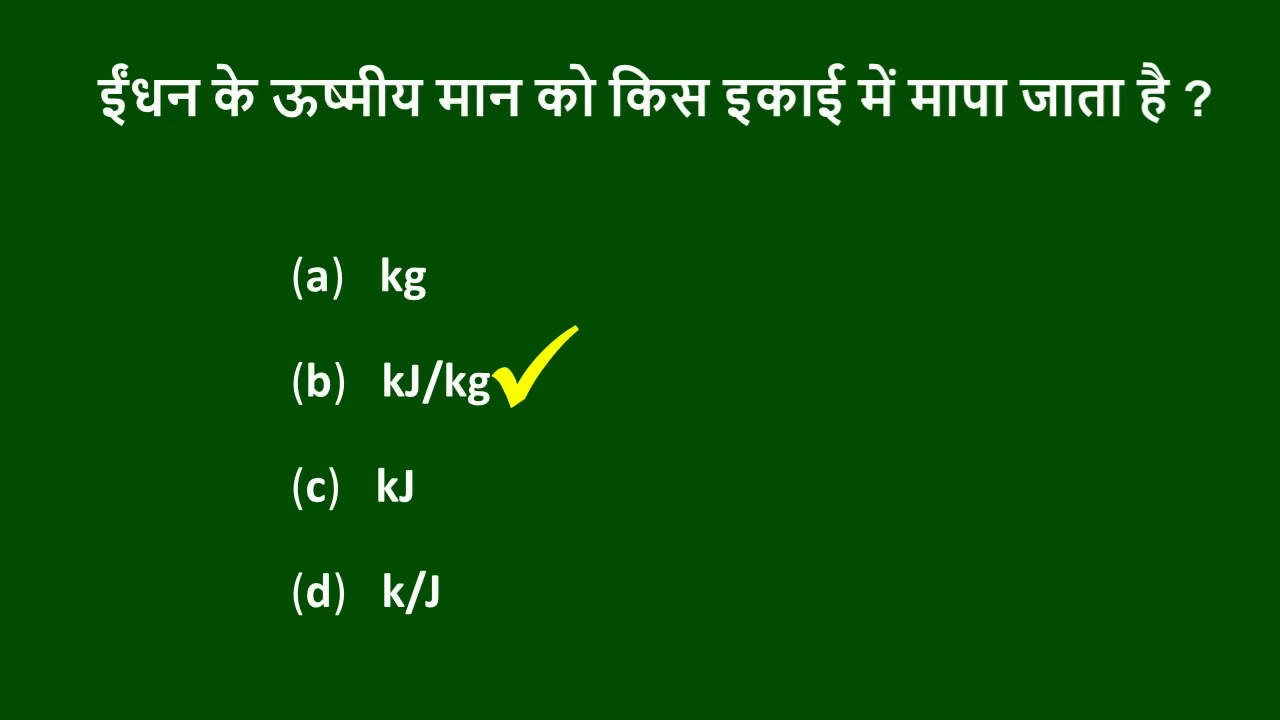 ईंधन के ऊष्मीय मान को किस इकाई में मापा जाता है ?
(a) kg
(b) kJ/kg
(c) kJ
(d) k/J